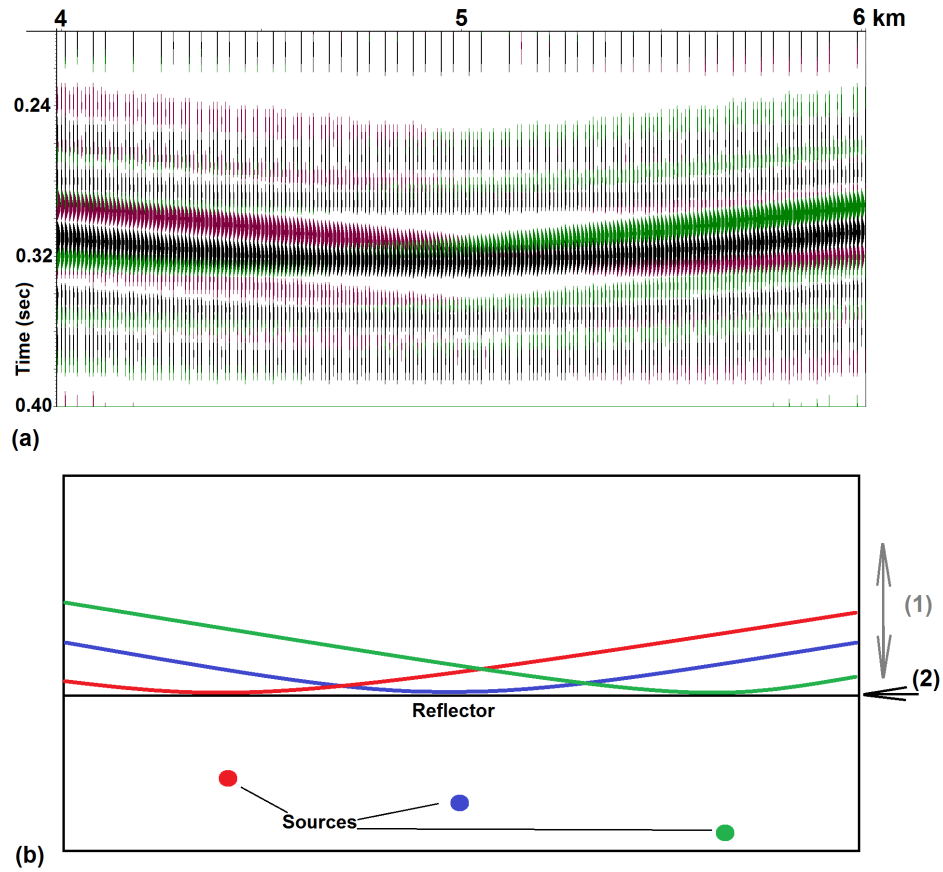 4 5 6 km
0.24
0.32
Time (sec)
0.40
(a)
(1)
(2)
Reflector
Sources
(b)